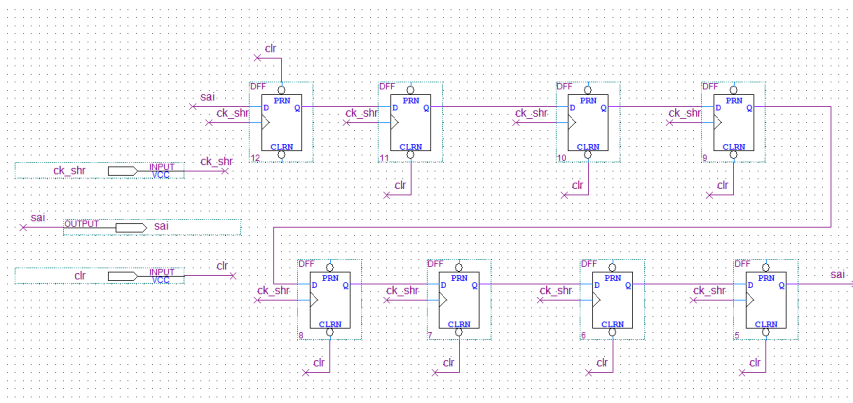 clr
DFF DFF DFF DFF
sai D PRN Q D PRN Q D PRN Q D PRN Q
ck_shr ck_shr ck_shr ck_shr
CLRN CLRN CLRN CLRN
12 11 10 9
ck_shr INPUT VCC ck_shr
clr clr clr
sai OUTPUT sai
clr INPUT VCC clr
DFF DFF DFF DFF
D PRN Q D PRN Q D PRN Q D PRN Q sai
ck_shr ck_shr ck_shr ck_shr
CLRN CLRN CLRN CLRN
8 7 6 5
clr clr clr clr